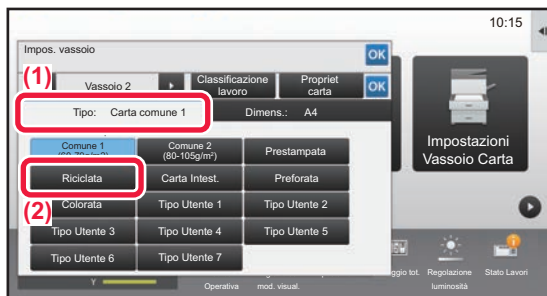 10:15
Impos. vassoio
OK
(1)
Vassoio 2
Classificazione
lavoro
Propriet
carta
OK
Tipo: Carta comune 1
Dimens.: A4
Comune 1
Comune 2
(80-105g/m²)
Prestampata
Riciclata
Carta Intest.
Preforata
(2)
Colorata
Tipo Utente 1
Tipo Utente 2
Tipo Utente 3
Tipo Utente 4
Tipo Utente 5
Tipo Utente 6
Tipo Utente 7
Impostazioni
Vassoio Carta
Y
Operativa
mod. visual.
ggio tot.
Regolazione
luminosità
Stato Lavori